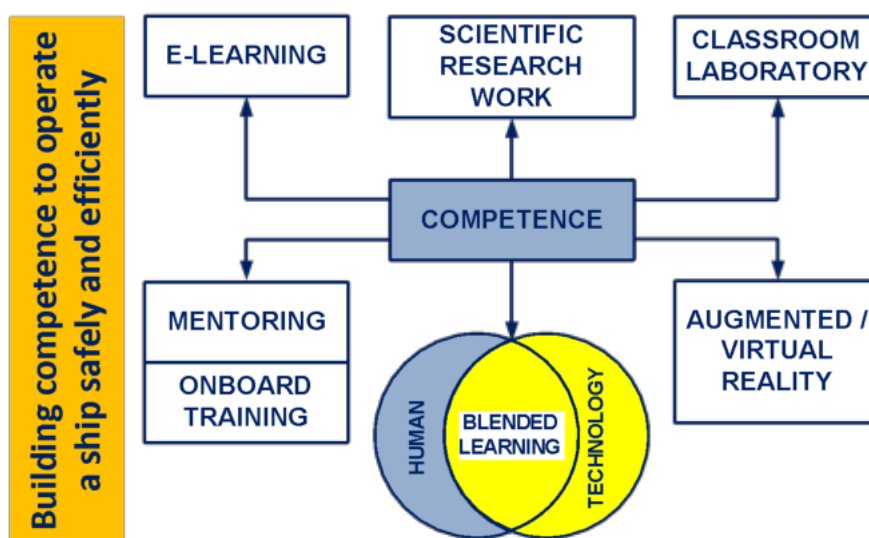 Building competence to operate
a ship safely and efficiently
E-LEARNING
SCIENTIFIC
RESEARCH
WORK
CLASSROOM
LABORATORY
COMPETENCE
MENTORING
ONBOARD
TRAINING
HUMAN
BLENDED
LEARNING
TECHNOLOGY
AUGMENTED /
VIRTUAL
REALITY